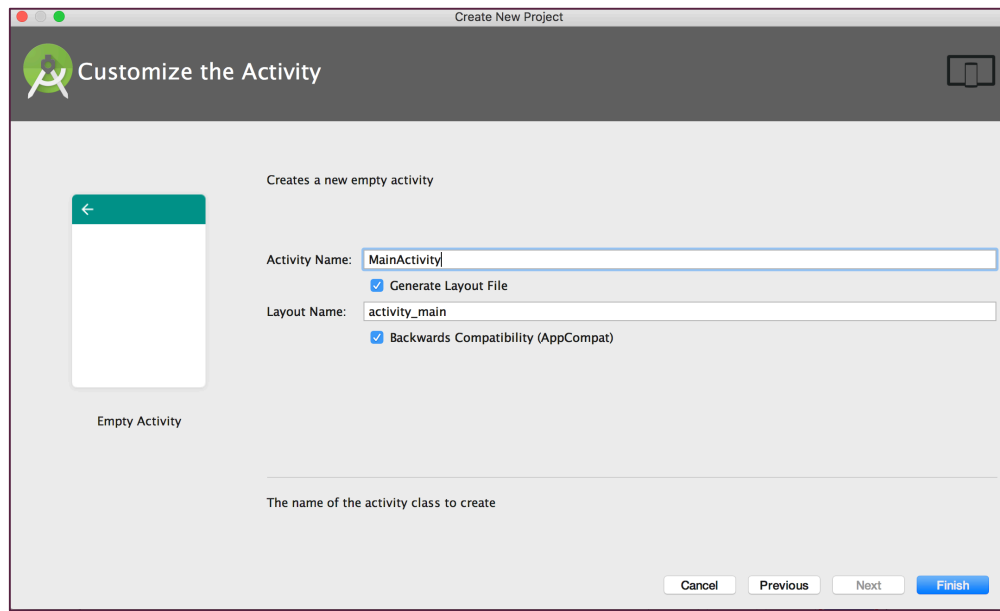 Create New Project
Customize the Activity
Creates a new empty activity
Activity Name: MainActivity
Generate Layout File
Layout Name: activity_main
Backwards Compatibility (AppCompat)
Empty Activity
The name of the activity class to create
Cancel Previous Next Finish